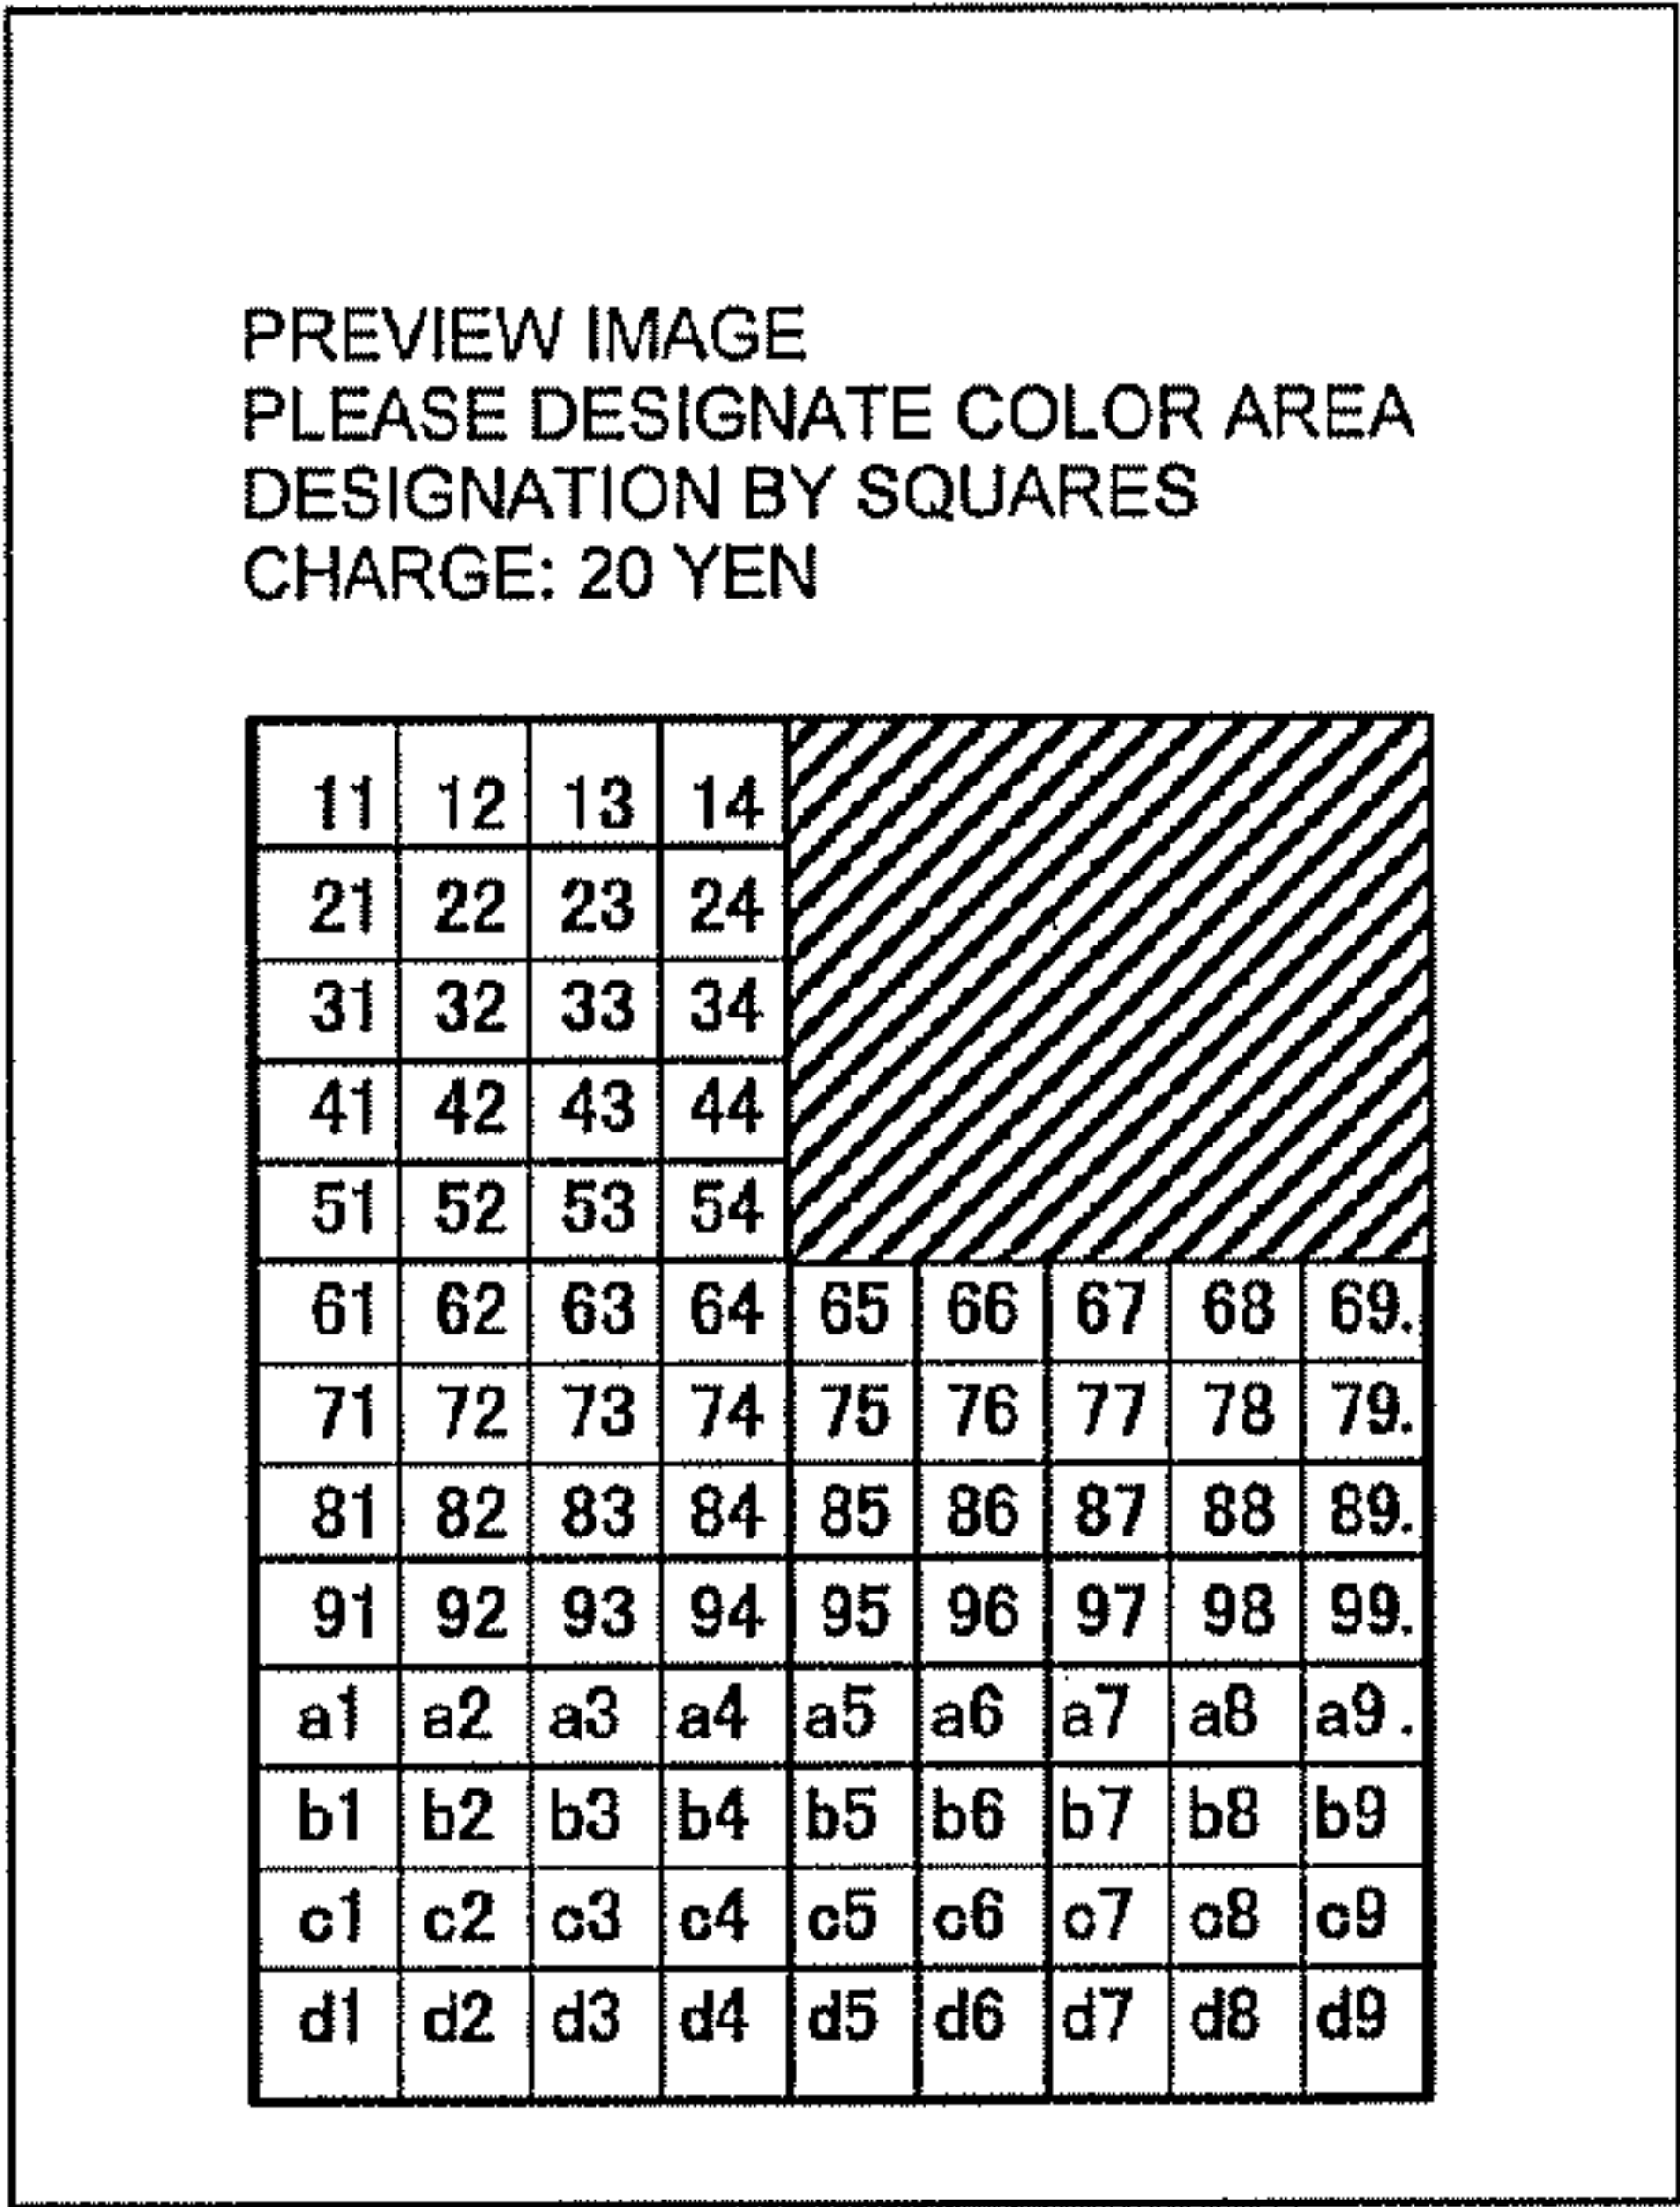 PREVIEW IMAGE
PLEASE DESIGNATE COLOR AREA
DESIGNATION BY SQUARES
CHARGE: 20 YEN
11 12 13 14
21 22 23 24
31 32 33 34
41 42 43 44
51 52 53 54
61 62 63 64 65 66 67 68 69.
71 72 73 74 75 76 77 78 79.
81 82 83 84 85 86 87 88 89.
91 92 93 94 95 96 97 98 99.
a1 a2 a3 a4 a5 a6 a7 a8 a9 .
b1 b2 b3 b4 b5 b6 b7 b8 b9
c1 c2 c3 c4 c5 c6 c7 c8 c9
d1 d2 d3 d4 d5 d6 d7 d8 d9